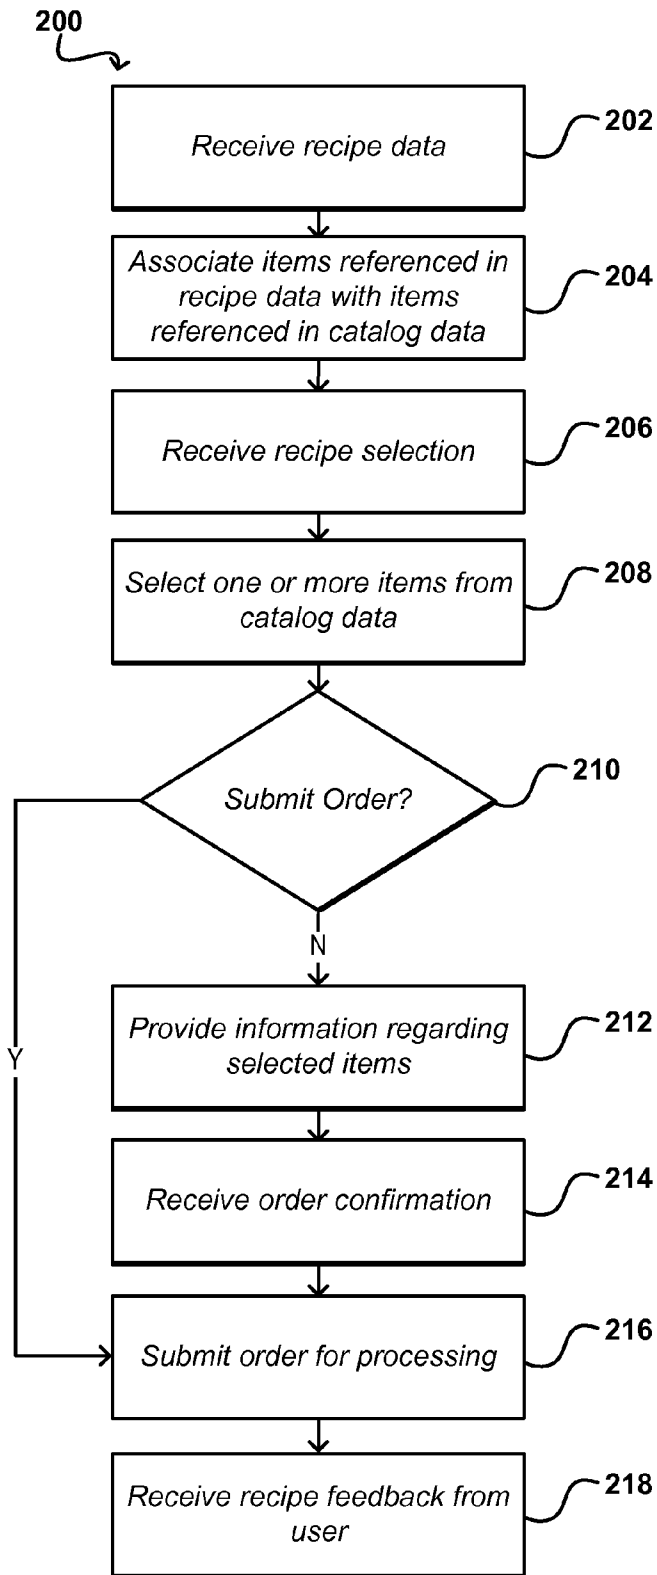 200
Receive recipe data
202
Associate items referenced in
recipe data with items
referenced in catalog data
204
Receive recipe selection
206
Select one or more items from
catalog data
208
Submit Order?
210
N
Y
Provide information regarding
selected items
212
Receive order confirmation
214
Submit order for processing
216
Receive recipe feedback from
user
218